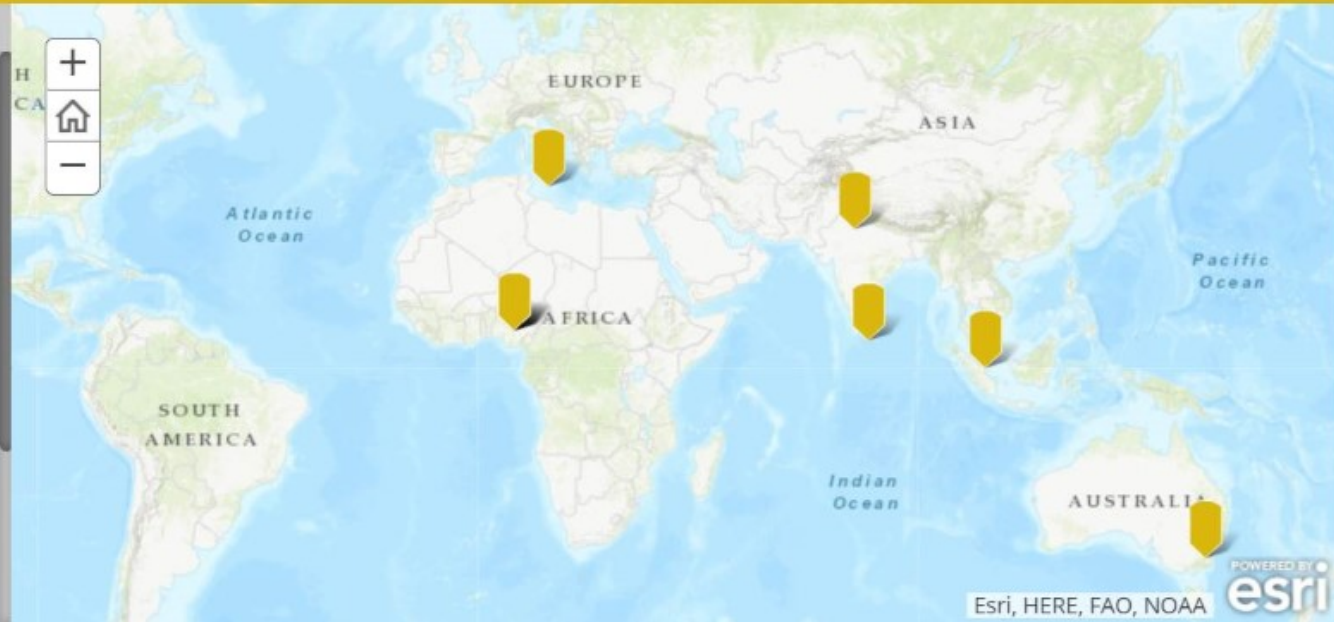 +
H
CA
−
EUROPE
ASIA
Atlantic
Ocean
Pacific
Ocean
AFRICA
SOUTH
AMERICA
Indian
Ocean
AUSTRALIA
POWERED BY
esri
Esri, HERE, FAO, NOAA